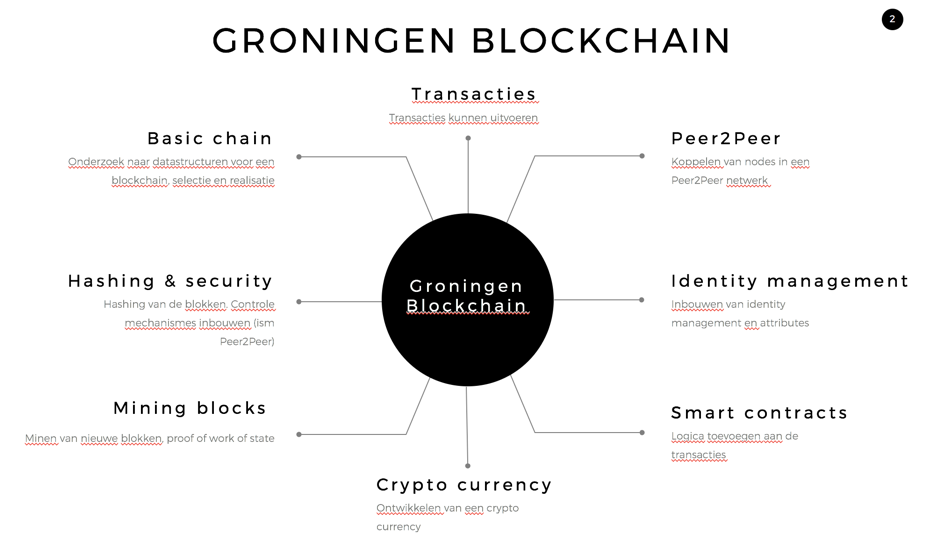 2
GRONINGEN BLOCKCHAIN
Transacties
Transacties kunnen uitvoeren
Basic chain
Onderzoek naar datastructuren voor een
blockchain, selectie en realisatie
Peer2Peer
Koppelen van nodes in een
Peer2Peer netwerk
Hashing & security
Hashing van de blokken. Controle
mechanismes inbouwen (ism
Peer2Peer)
Groningen
Blockchain
Identity management
Inbouwen van identity
management en attributes
Mining blocks
Minen van nieuwe blokken, proof of work of state
Smart contracts
Logica toevoegen aan de
transacties
Crypto currency
Ontwikkelen van een crypto
currency